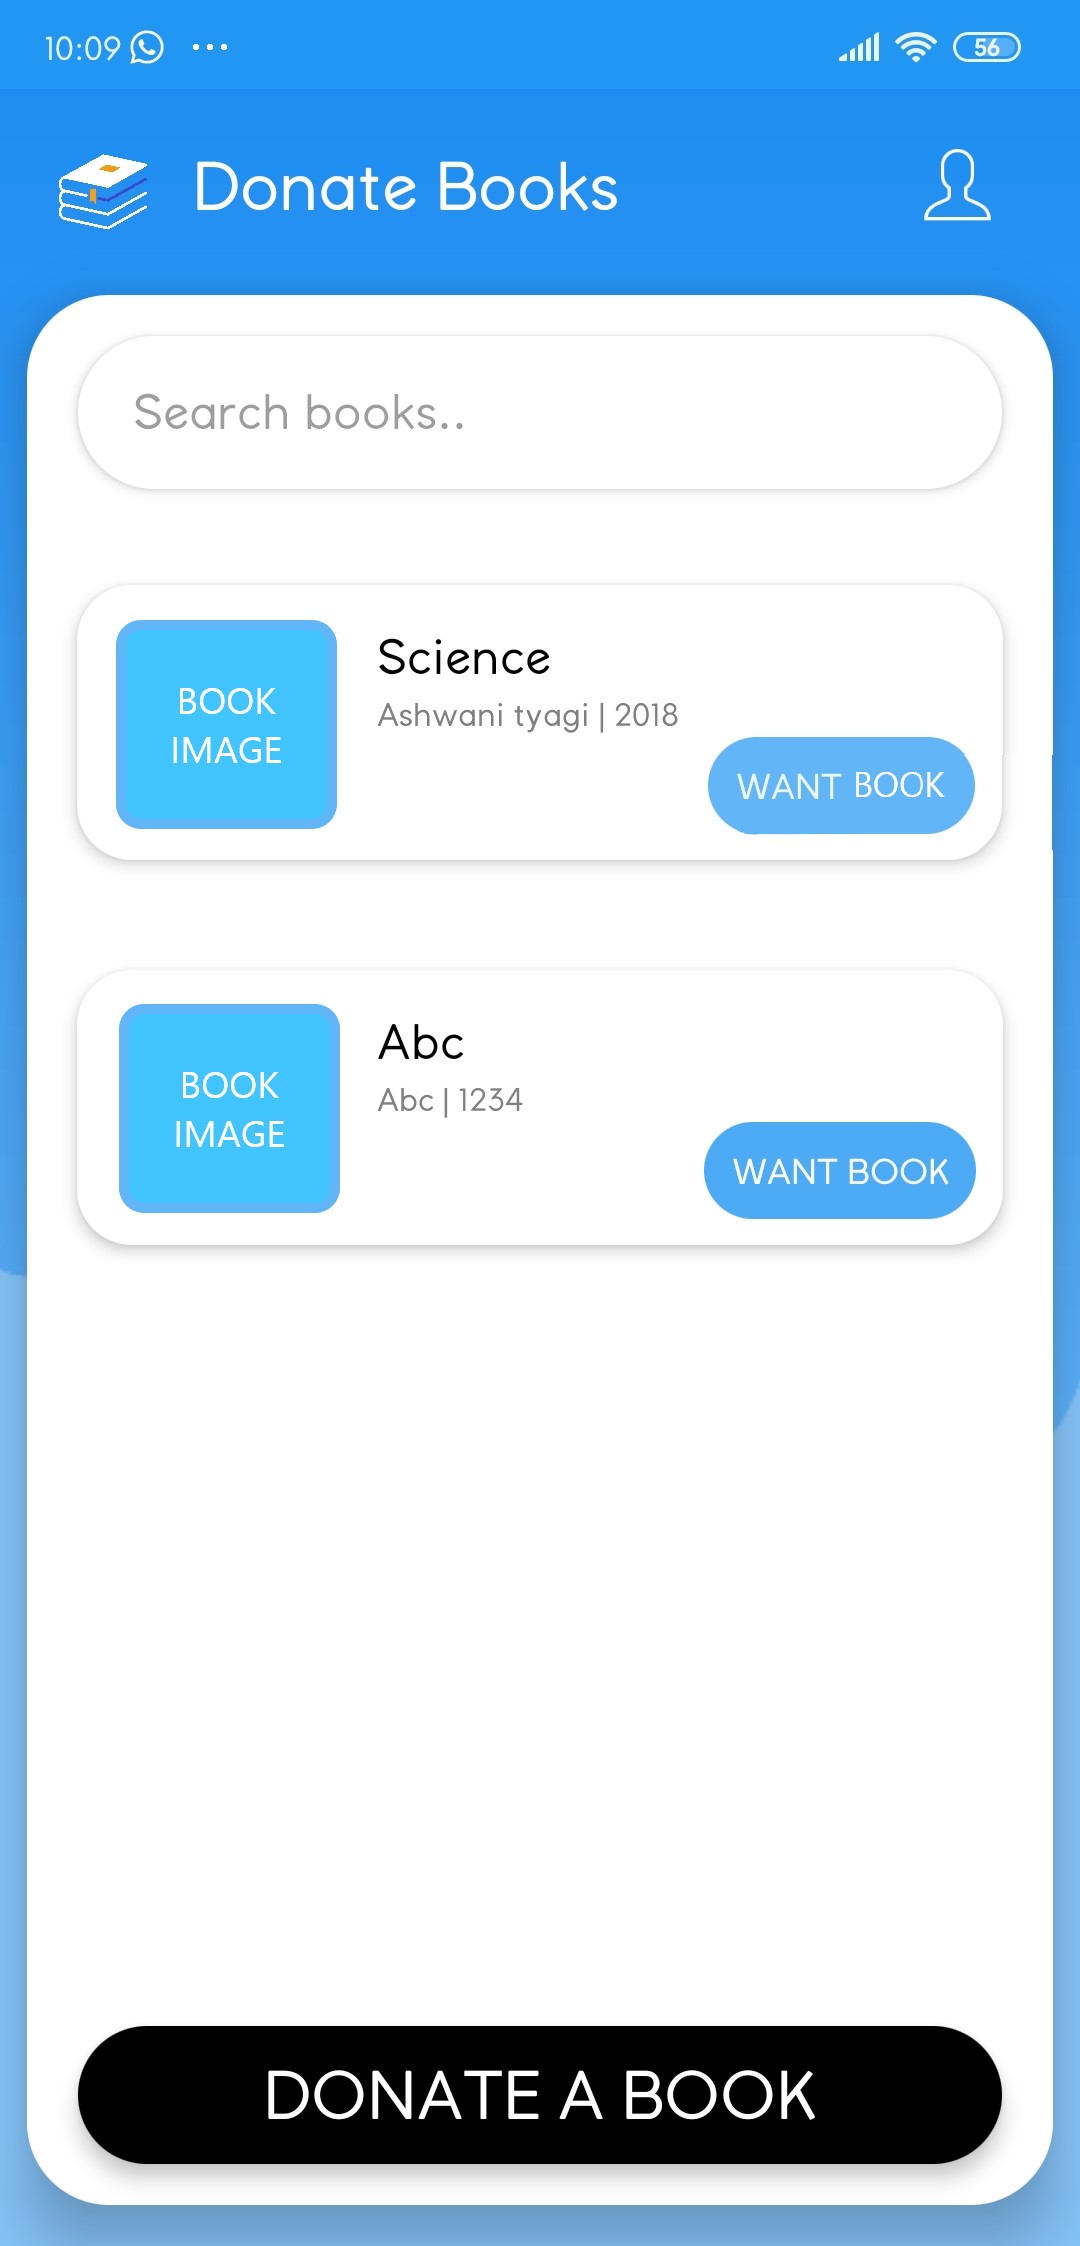 10:09
56
Donate Books
Search books..
BOOK
IMAGE
Science
Ashwani tyagi | 2018
WANT BOOK
BOOK
IMAGE
Abc
Abc | 1234
WANT BOOK
DONATE A BOOK